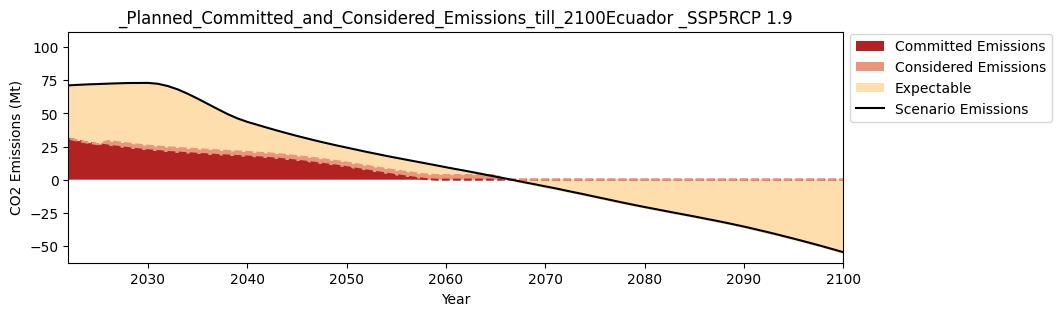 _Planned_Committed_and_Considered_Emissions_till_2100Ecuador _SSP5RCP 1.9
Committed Emissions
Considered Emissions
Expectable
Scenario Emissions
CO2 Emissions (Mt)
100
75
50
25
0
−25
−50
2030
2040
2050
2060
2070
2080
2090
2100
Year